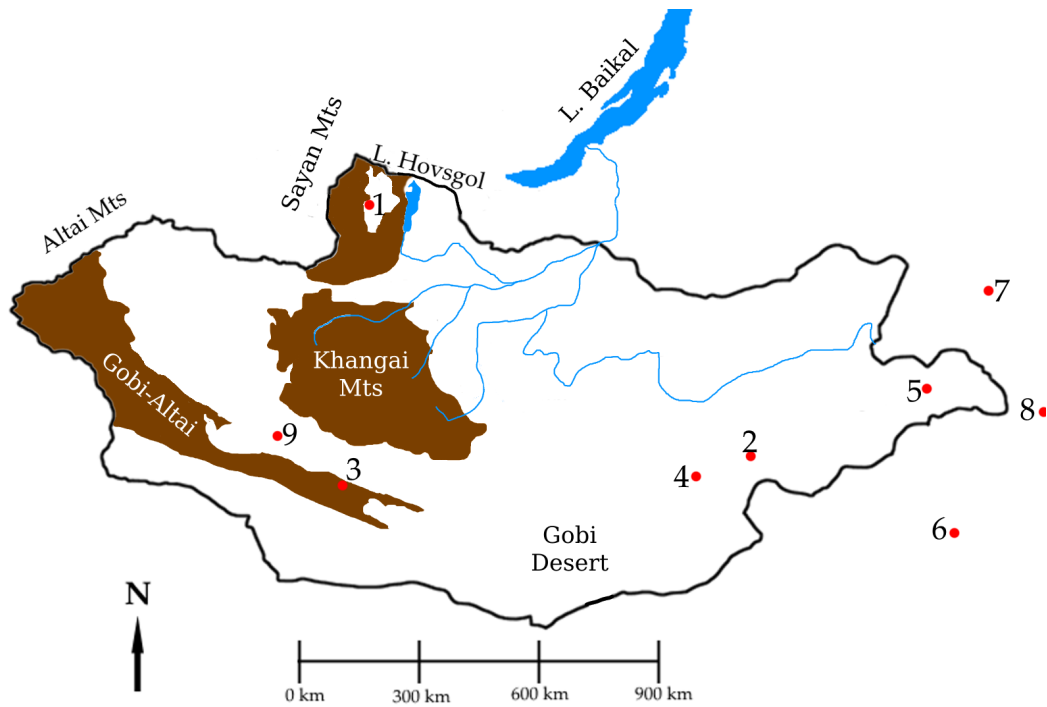 L. Baikal
Sayan Mts
L. Hovsgol
1
Altai Mts
7
Khangai
Mts
Gobi-Altai
5
8
9
2
3
4
6
Gobi
Desert
N
0 km
300 km
600 km
900 km